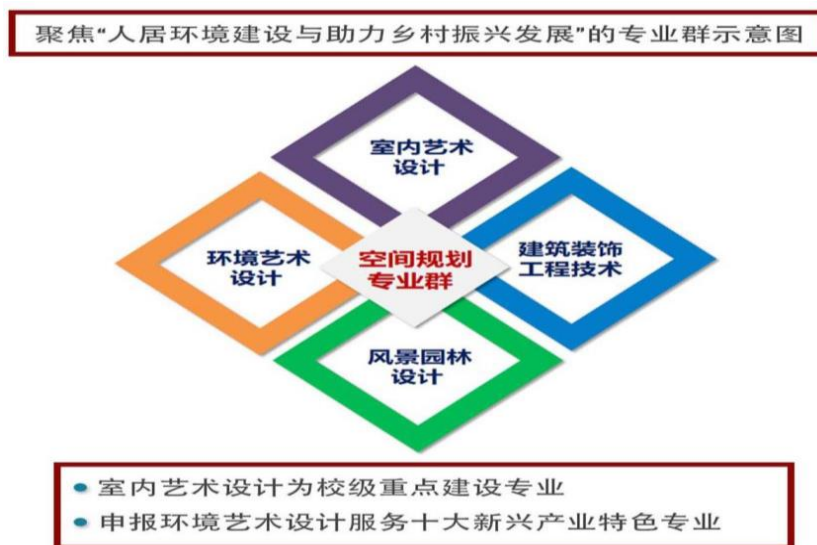 聚焦“人居环境建设与助力乡村振兴发展”的专业群示意图
室内艺术
设计
环境艺术
设计
空间规划
专业群
建筑装饰
工程技术
风景园林
设计
● 室内艺术设计为校级重点建设专业
● 申报环境艺术设计服务十大新兴产业特色专业